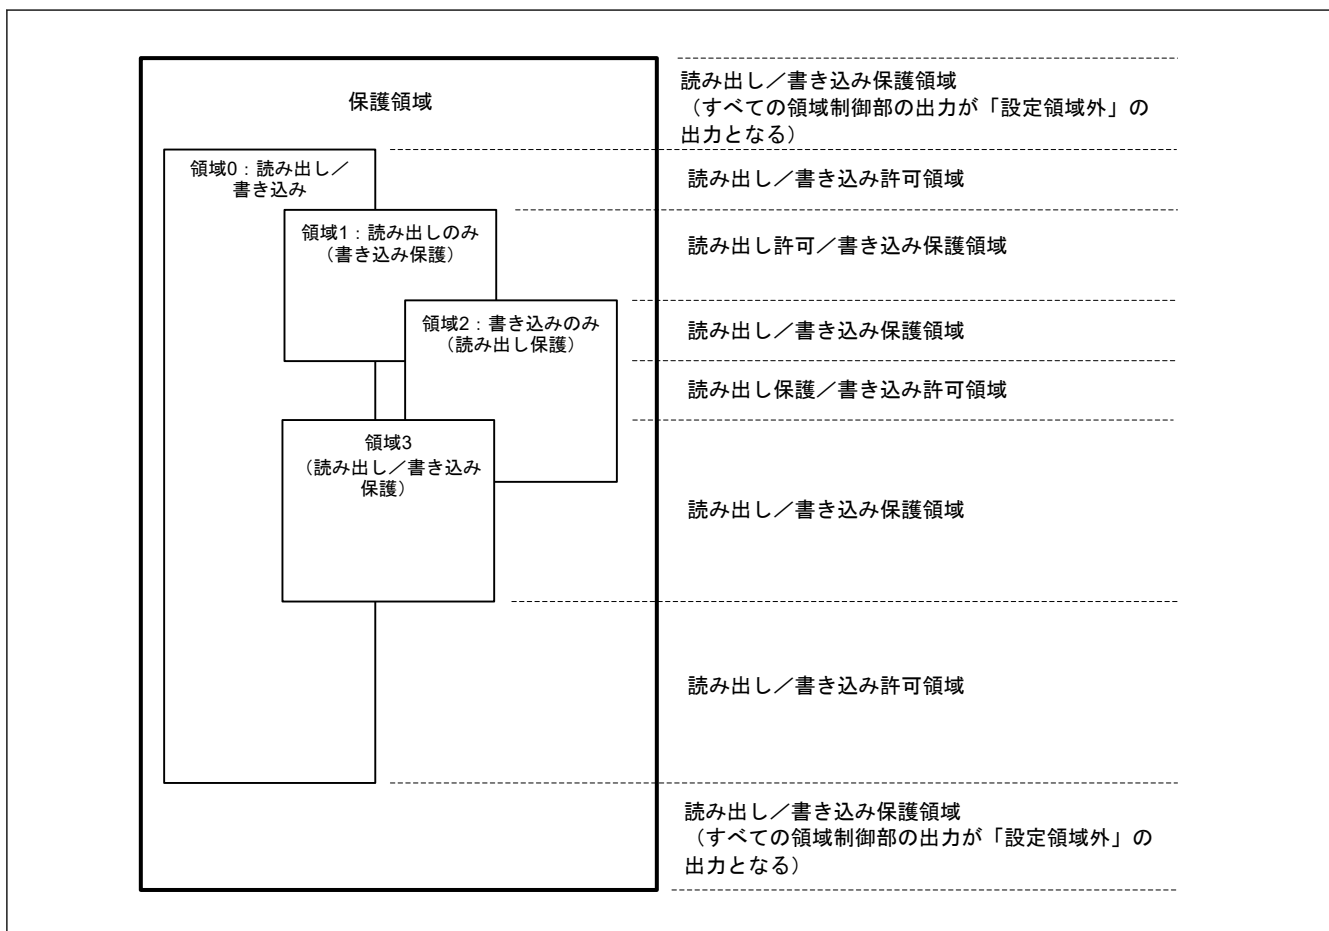 保護領域
読み出し／書き込み保護領域
（すべての領域制御部の出力が「設定領域外」の
出力となる）
領域0：読み出し／
書き込み
読み出し／書き込み許可領域
領域1：読み出しのみ
（書き込み保護）
読み出し許可／書き込み保護領域
領域2：書き込みのみ
（読み出し保護）
読み出し／書き込み保護領域
読み出し保護／書き込み許可領域
領域3
（読み出し／書き込み
保護）
読み出し／書き込み保護領域
読み出し／書き込み許可領域
読み出し／書き込み保護領域
（すべての領域制御部の出力が「設定領域外」の
出力となる）